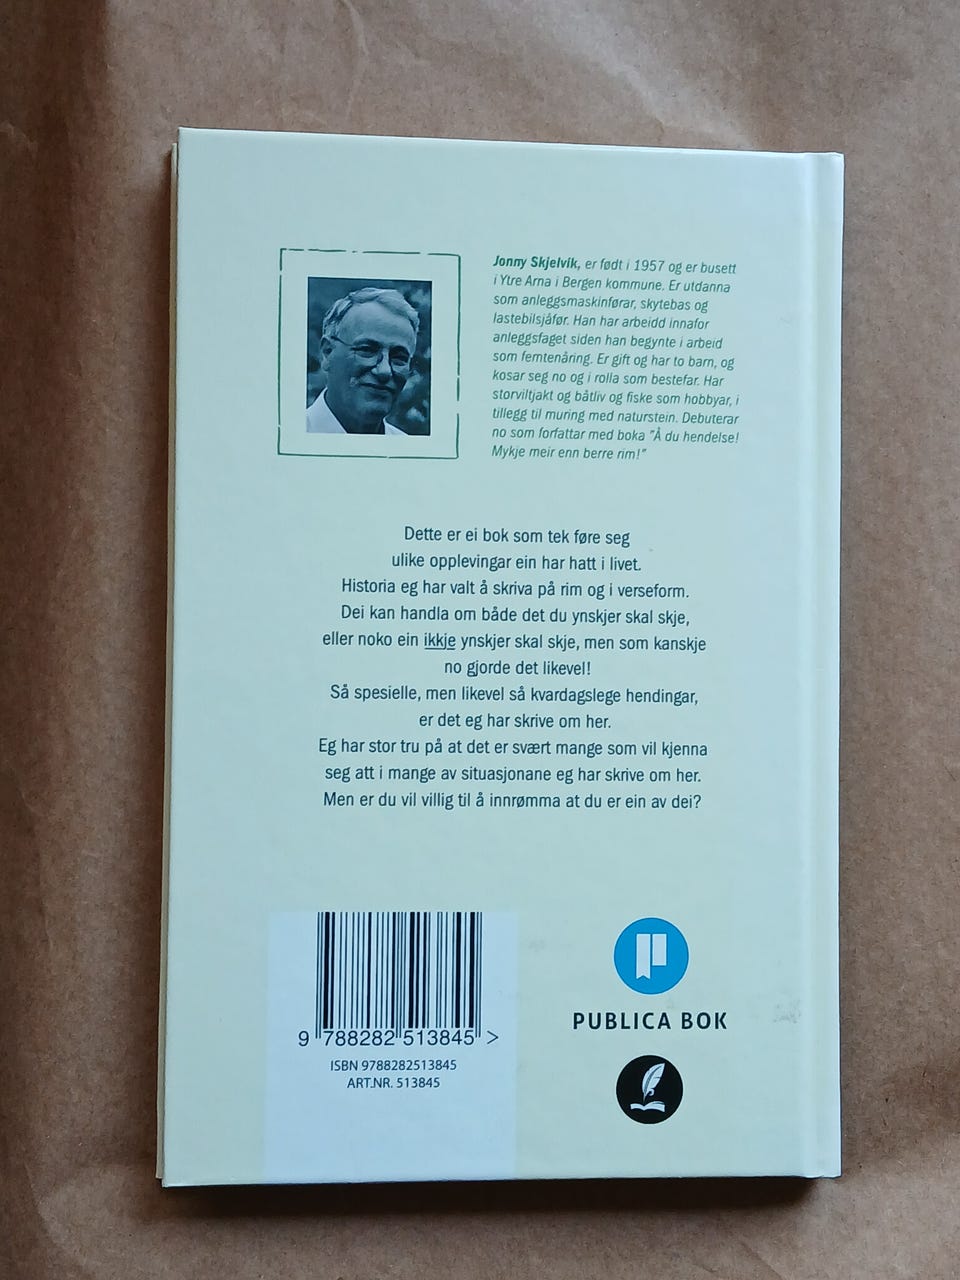 Jonny Skjelvik, er født i 1957 og er busett
i Ytre Arna i Bergen kommune. Er utdanna
som anleggsmaskinførar, skytebas og
lastebilsjåfør. Han har arbeidd innafor
anleggsfaget siden han begynte i arbeid
som femtenåring. Er gift og har to barn, og
kosar seg no og i rolla som bestefar. Har
storviltjakt og båtliv og fiske som hobbyar, i
tillegg til muring med naturstein. Debuterar
no som forfattar med boka "Å du hendelse!
Mykje meir enn berre rim!"
Dette er ei bok som tek føre seg
ulike opplevingar ein har hatt i livet.
Historia eg har valt å skriva på rim og i verseform.
Dei kan handla om både det du ynskjer skal skje,
eller noko ein ikkje ynskjer skal skje, men som kanskje
no gjorde det likevel!
Så spesielle, men likevel så kvardagslege hendingar,
er det eg har skrive om her.
Eg har stor tru på at det er svært mange som vil kjenna
seg att i mange av situasjonane eg har skrive om her.
Men er du vil villig til å innrømma at du er ein av dei?
9 788282 513845 >
ISBN 9788282513845
ART.NR. 513845
PUBLICA BOK